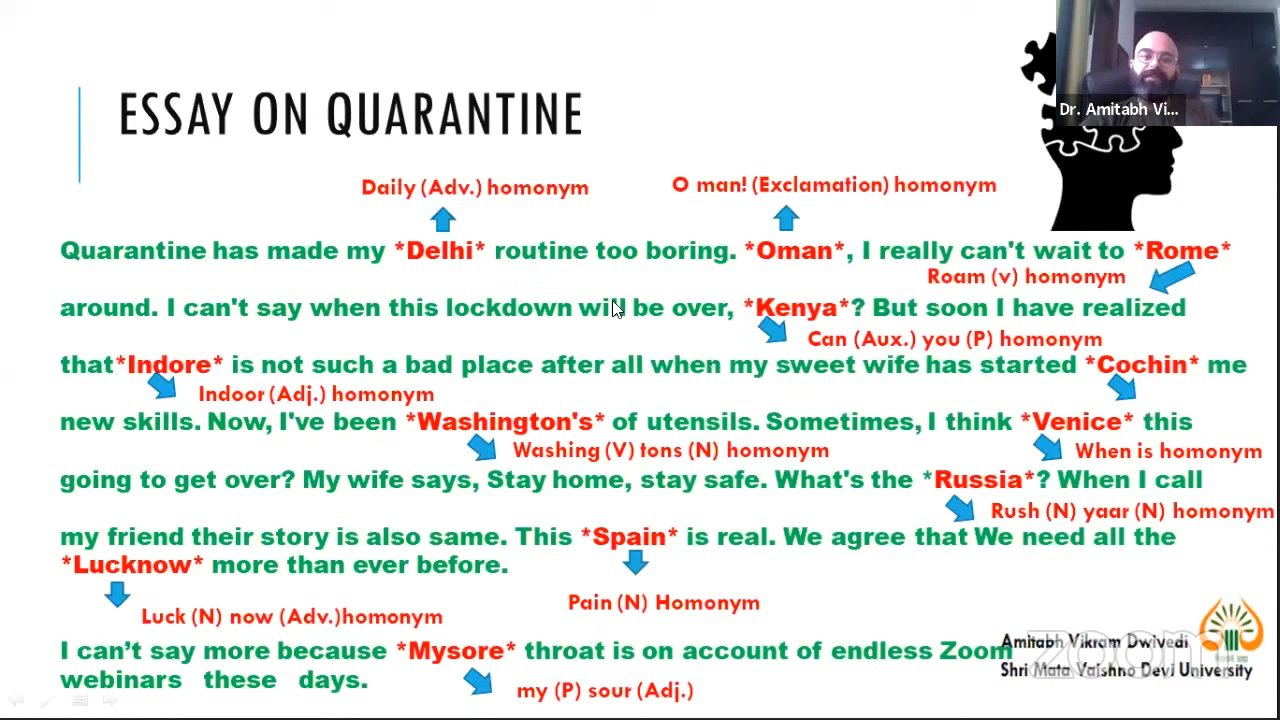 Dr. Amitabh Vi...
ESSAY ON QUARANTINE
Daily (Adv.) homonym
O man! (Exclamation) homonym
Quarantine has made my *Delhi* routine too boring. *Oman*, I really can't wait to *Rome*
Roam (v) homonym
around. I can't say when this lockdown will be over, *Kenya*? But soon I have realized
Can (Aux.) you (P) homonym
that*Indore* is not such a bad place after all when my sweet wife has started *Cochin* me
Indoor (Adj.) homonym
new skills. Now, I've been *Washington's* of utensils. Sometimes, I think *Venice* this
Washing (V) tons (N) homonym
When is homonym
going to get over? My wife says, Stay home, stay safe. What's the *Russia*? When I call
Rush (N) yaar (N) homonym
my friend their story is also same. This *Spain* is real. We agree that We need all the
*Lucknow* more than ever before.
Pain (N) Homonym
Luck (N) now (Adv.)homonym
I can't say more because *Mysore* throat is on account of endless Zoom
webinars these days.
my (P) sour (Adj.)
Amitabh Vikram Dwivedi
Shri Mata Vaishno Devi University
zoom